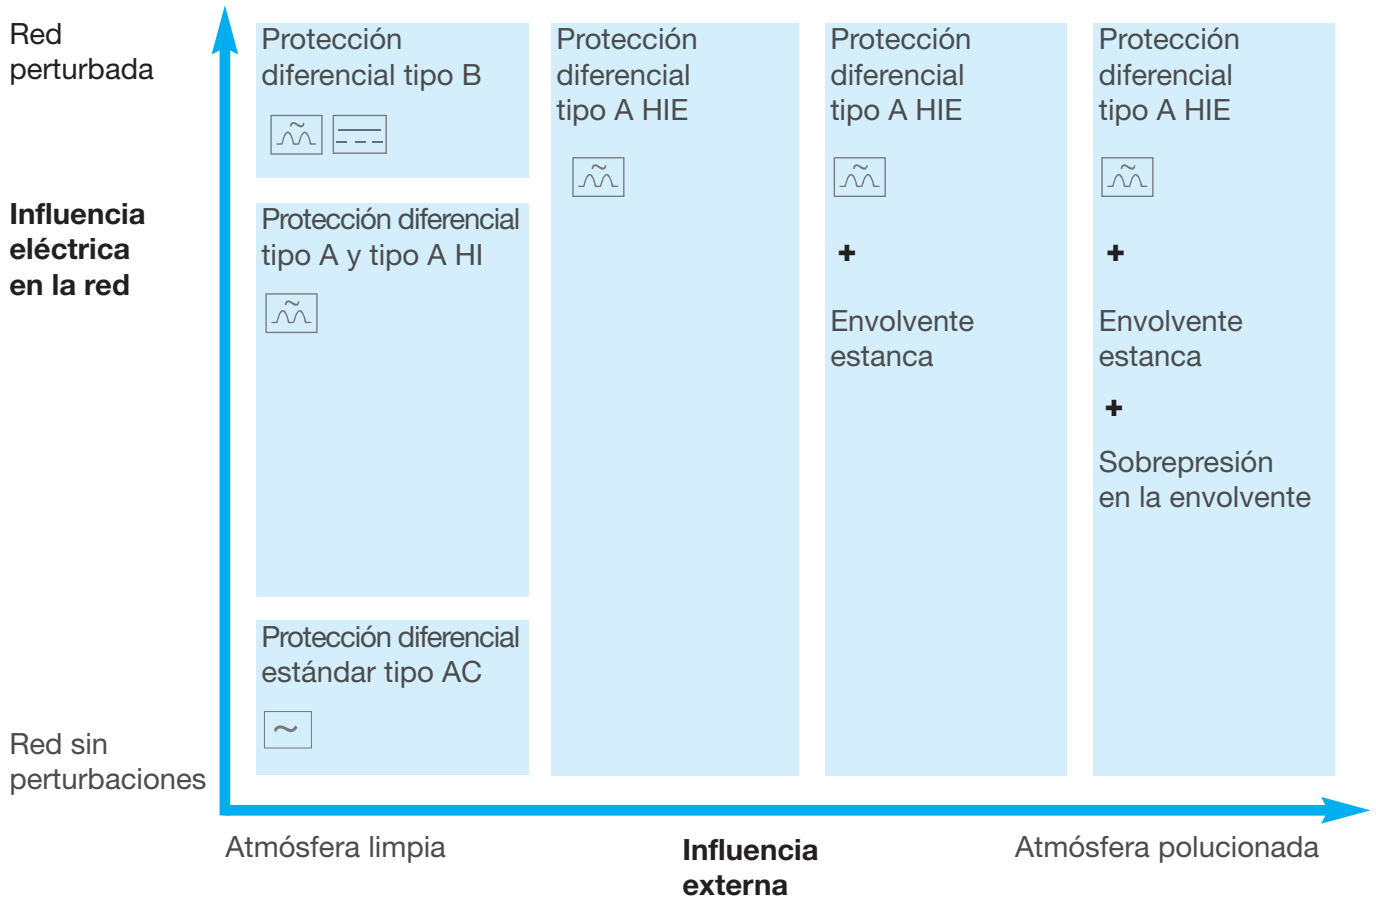 Red
perturbada
Influencia
eléctrica
en la red
Red sin
perturbaciones
Protección
diferencial tipo B
Protección diferencial
tipo A y tipo A HI
Protección diferencial
estándar tipo AC
~
Protección
diferencial
tipo A HIE
Protección
diferencial
tipo A HIE
+
Envolvente
estanca
Protección
diferencial
tipo A HIE
+
Envolvente
estanca
+
Sobrepresión
en la envolvente
Atmósfera limpia
Influencia
externa
Atmósfera polucionada